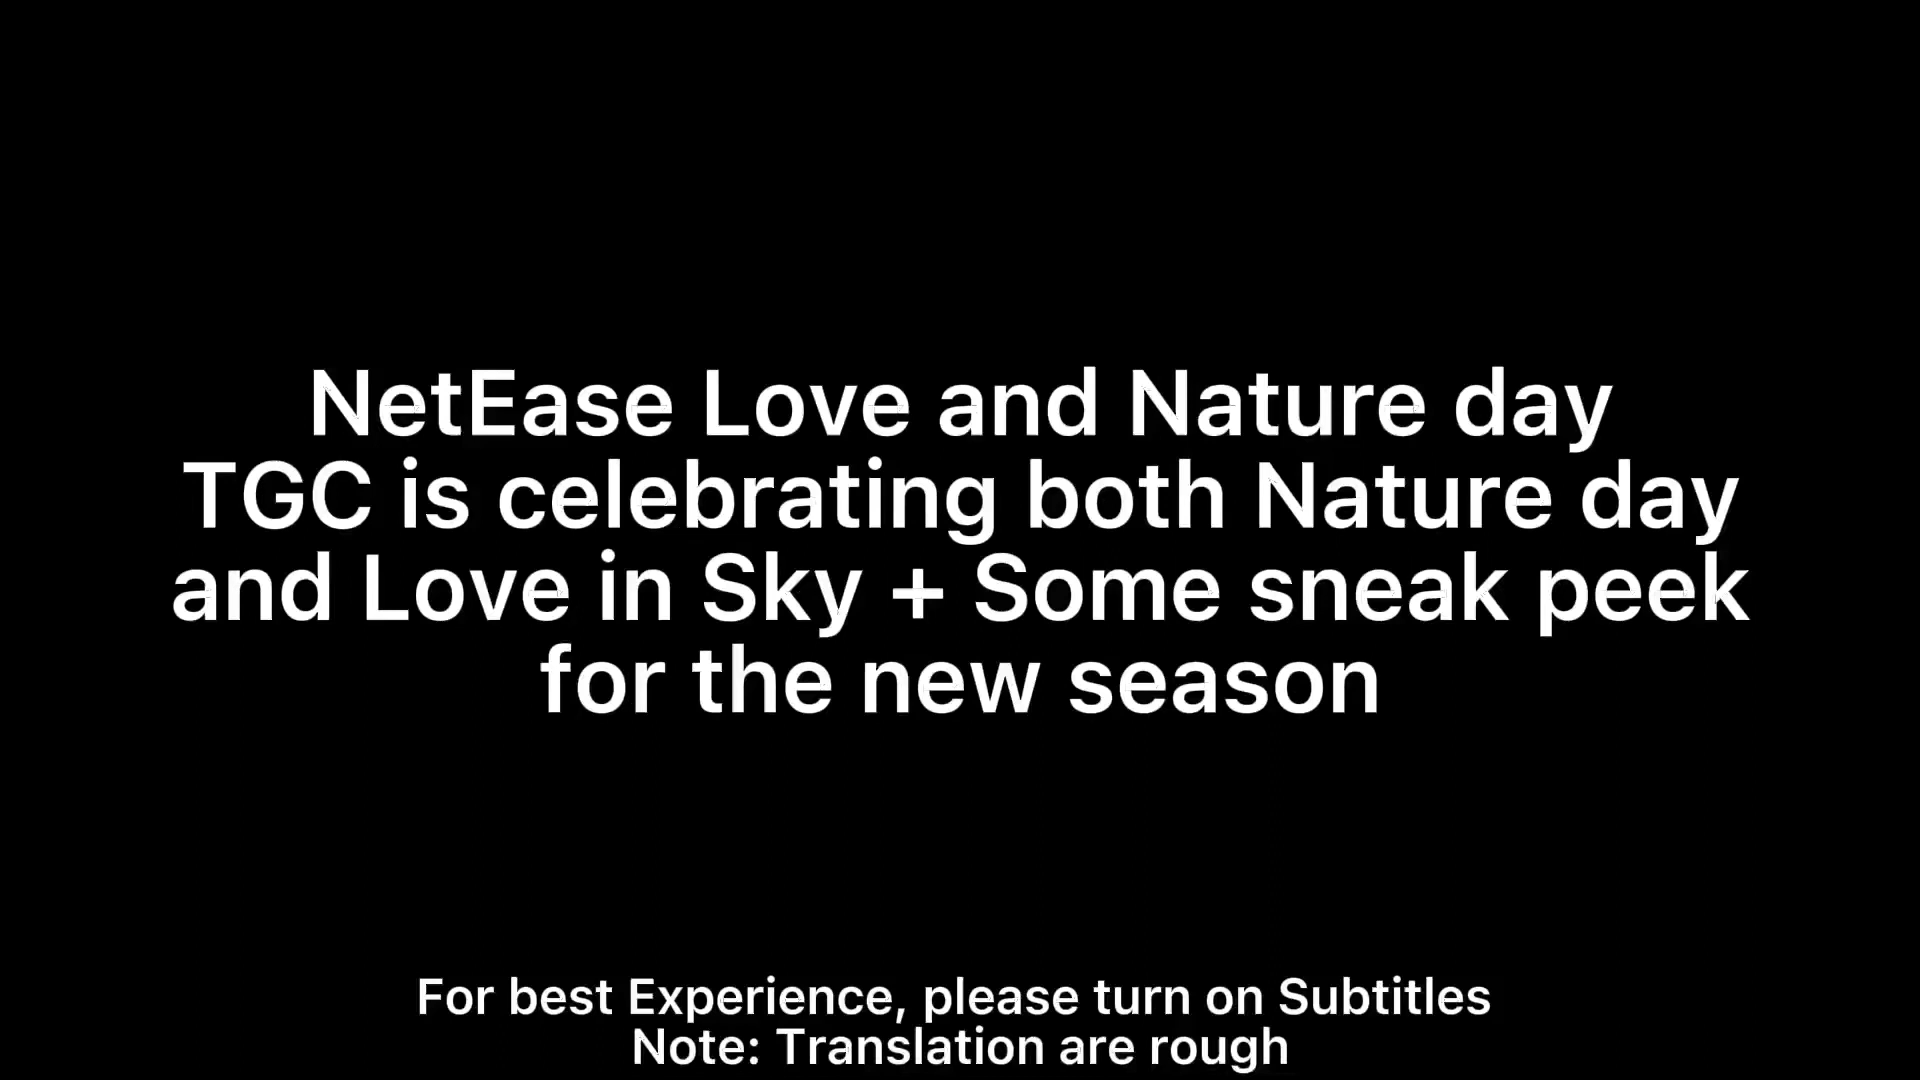 NetEase Love and Nature day
TGC is celebrating both Nature day
and Love in Sky + Some sneak peek
for the new season
For best Experience, please turn on Subtitles
Note: Translation are rough